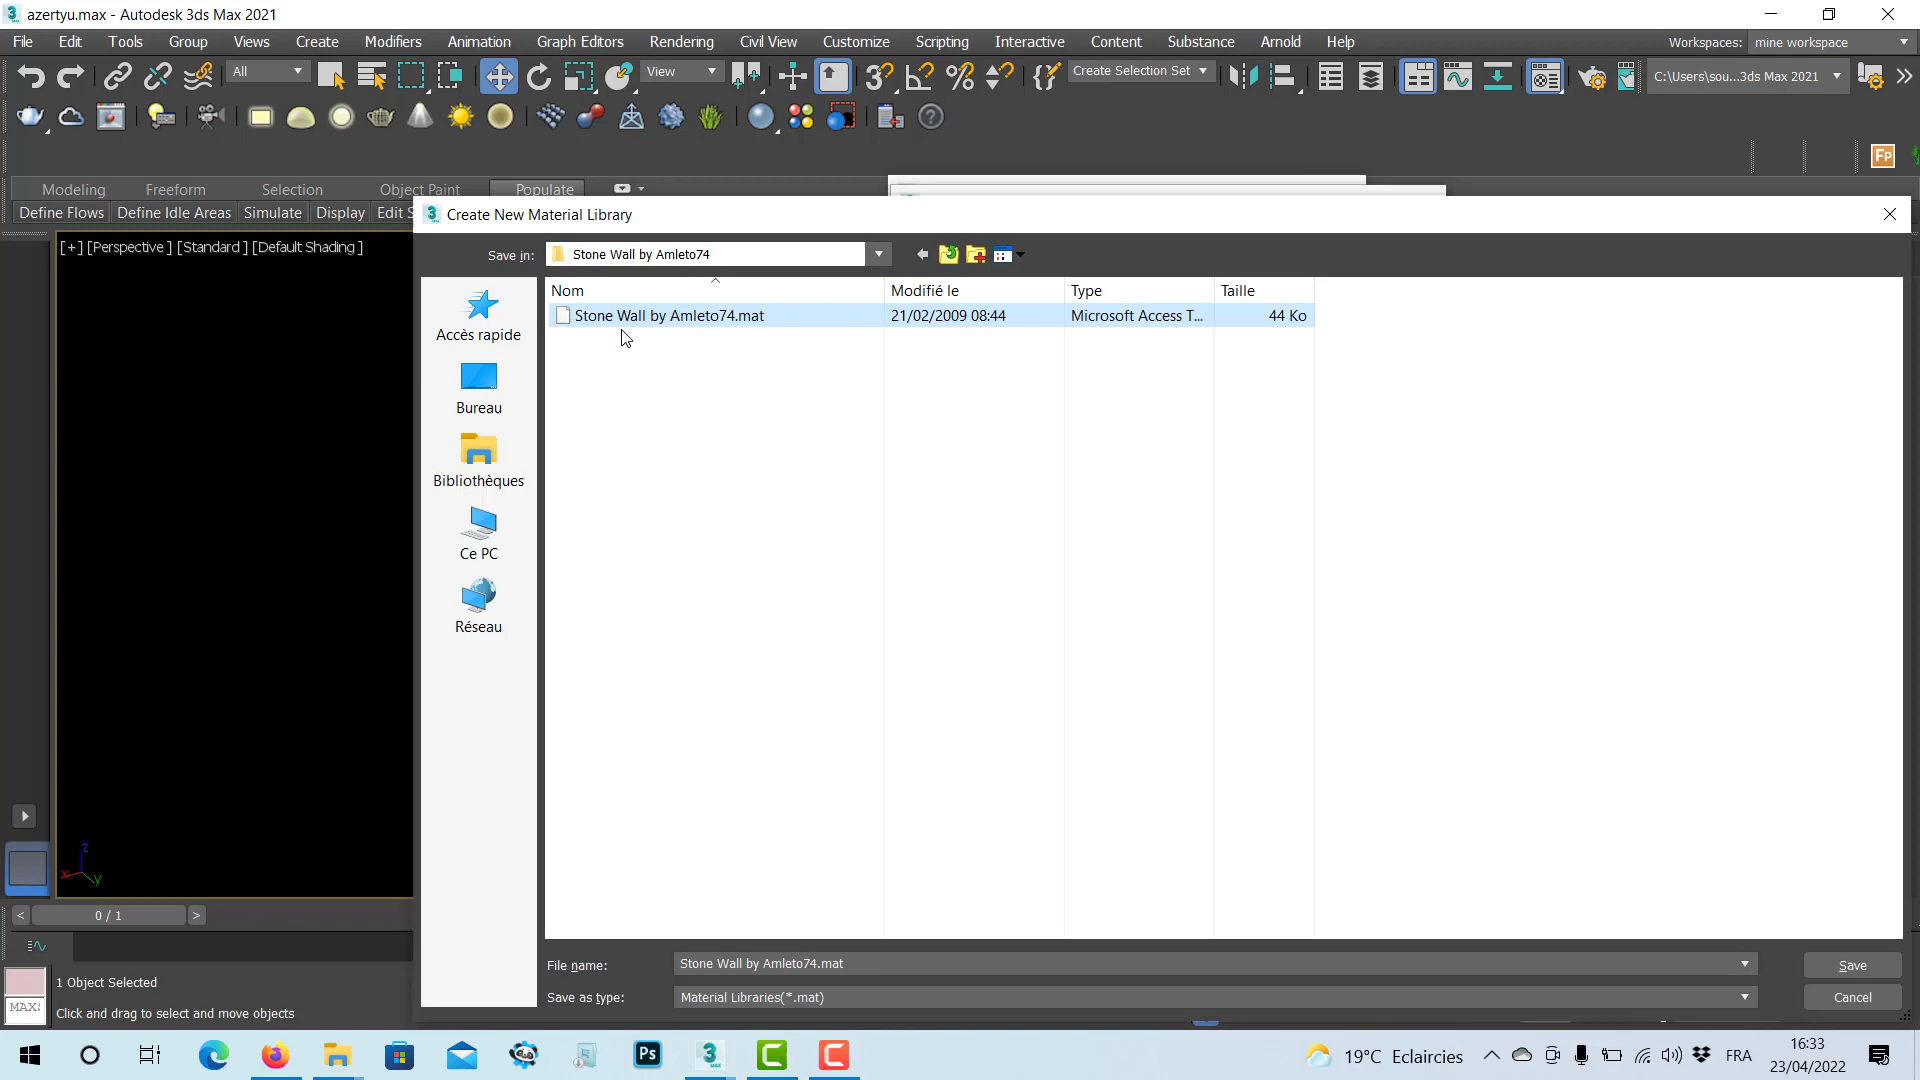 azertyu.max - Autodesk 3ds Max 2021
File Edit Tools Group Views Create Modifiers Animation Graph Editors Rendering Civil View Customize Scripting Interactive Content Substance Arnold Help
Workspaces: mine workspace
All
View
Create Selection Set
C:\Users\sou...3ds Max 2021
Modeling Freeform Selection Object Paint Populate
Define Flows Define Idle Areas Simulate Display Edit S
[+] [Perspective ] [Standard ] [Default Shading ]
Create New Material Library
Save in: Stone Wall by Amleto74
Nom Modifié le Type Taille
Stone Wall by Amleto74.mat 21/02/2009 08:44 Microsoft Access T... 44 Ko
Accès rapide
Bureau
Bibliothèques
Ce PC
Réseau
File name: Stone Wall by Amleto74.mat
Save
Save as type: Material Libraries(*.mat)
Cancel
z
x
y
< 0 / 1 >
1 Object Selected
MAX:
Click and drag to select and move objects
FP
Ps
3
MAX
19°C Eclaircies
FRA
16:33
23/04/2022